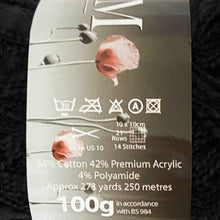 M
30
10 x 10cm
21
Rows
US 10
14 Stitches
54% Cotton 42% Premium Acrylic
4% Polyamide
Approx 273 yards 250 metres
100g in accordance
with BS 984